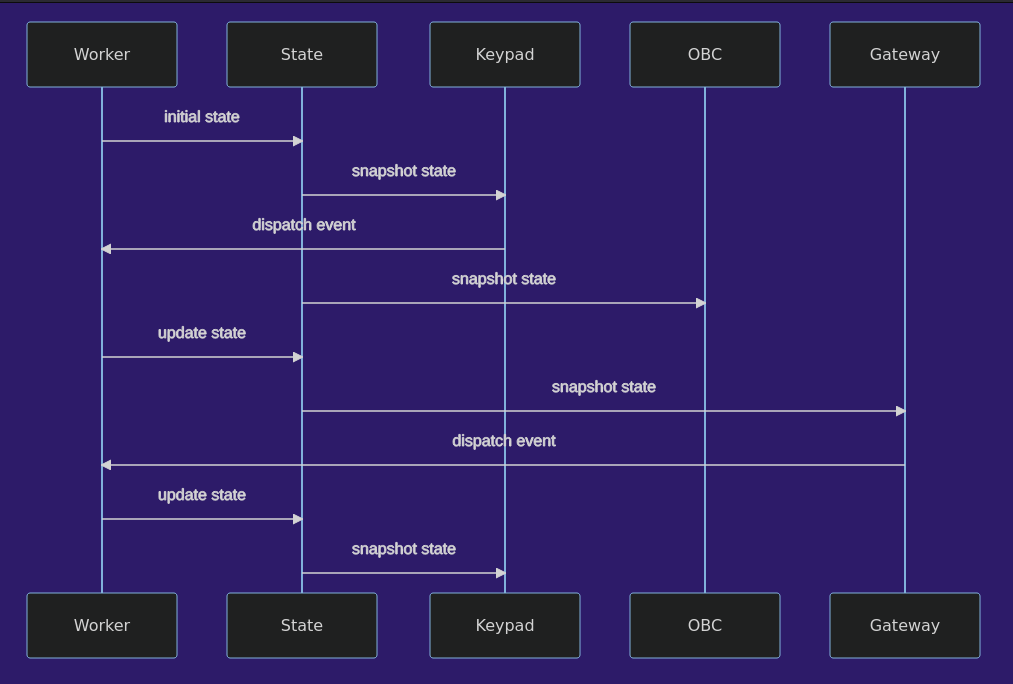 Worker
State
Keypad
OBC
Gateway
initial state
snapshot state
dispatch event
snapshot state
update state
snapshot state
dispatch event
update state
snapshot state
Worker
State
Keypad
OBC
Gateway